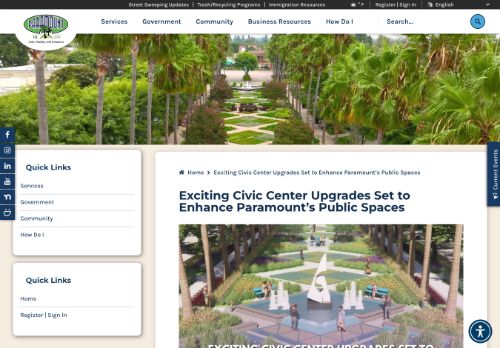 Street Sweeping Updates | Trash/Recycling Programs | Immigration Resources
° F | Register | Sign In
English
PARAMOUNT
Services
Government
Community
Business Resources
How Do I
Search...
Quick Links
Services
Government
Community
How Do I
Quick Links
Home
Register | Sign In
Home > Exciting Civic Center Upgrades Set to Enhance Paramount's Public Spaces
Exciting Civic Center Upgrades Set to
Enhance Paramount's Public Spaces
EXCITING CIVIC CENTER UPGRADES SET TO
Current Events